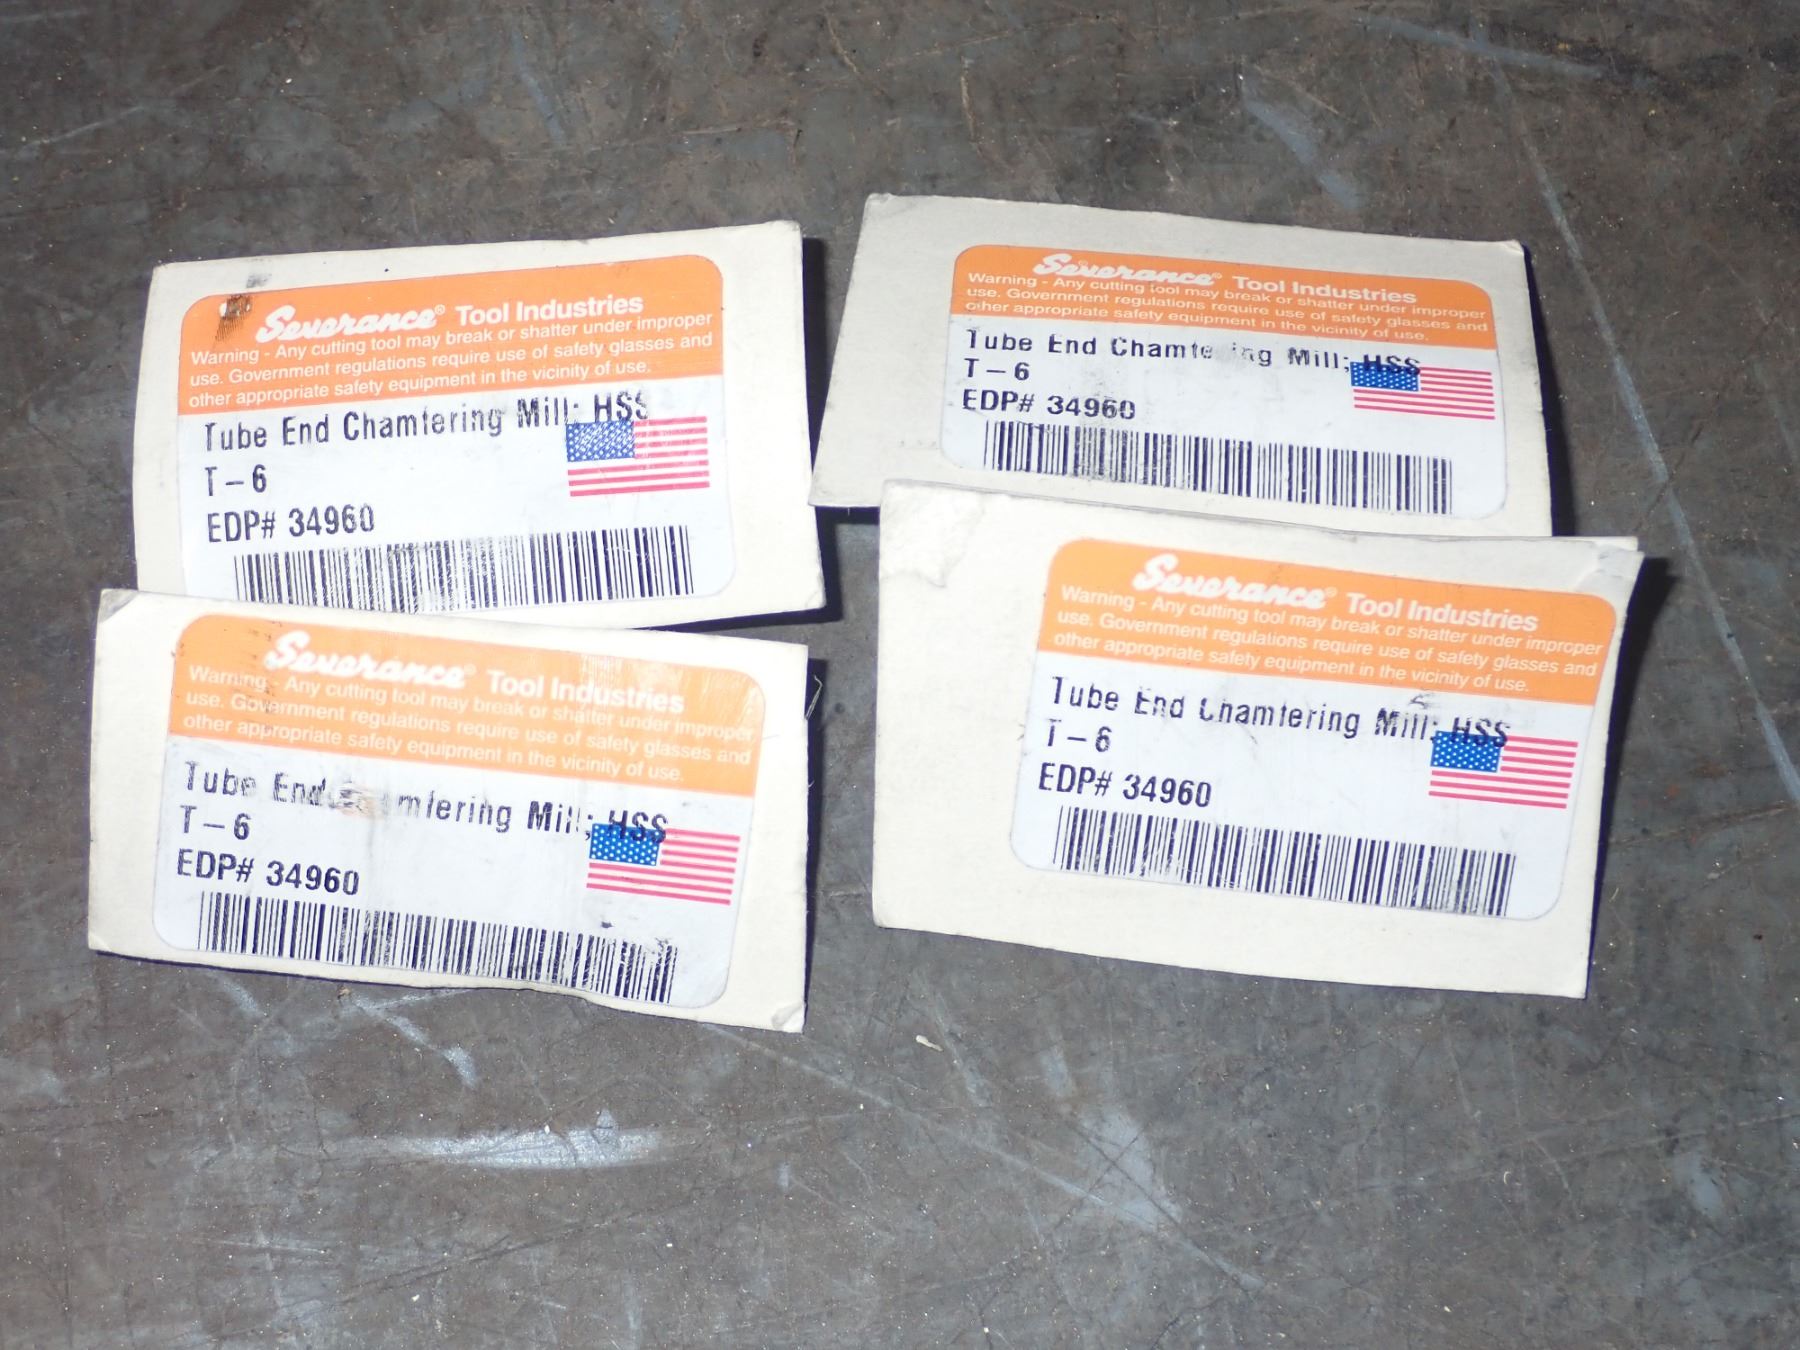 Severance® Tool Industries
Warning - Any cutting tool may break or shatter under improper
use. Government regulations require use of safety glasses and
other appropriate safety equipment in the vicinity of use.
Tube End Chamfering Mill; HSS
T-6
EDP# 34960
Severance® Tool Industries
Warning - Any cutting tool may break or shatter under improper
use. Government regulations require use of safety glasses and
other appropriate safety equipment in the vicinity of use.
Tube End Chamfering Mill; HSS
T-6
EDP# 34960
Severance® Tool Industries
Warning - Any cutting tool may break or shatter under improper
use. Government regulations require use of safety glasses and
other appropriate safety equipment in the vicinity of use.
Tube End Chamfering Mill; HSS
T-6
EDP# 34960
Severance® Tool Industries
Warning - Any cutting tool may break or shatter under improper
use. Government regulations require use of safety glasses and
other appropriate safety equipment in the vicinity of use.
Tube End Chamfering Mill; HSS
T-6
EDP# 34960